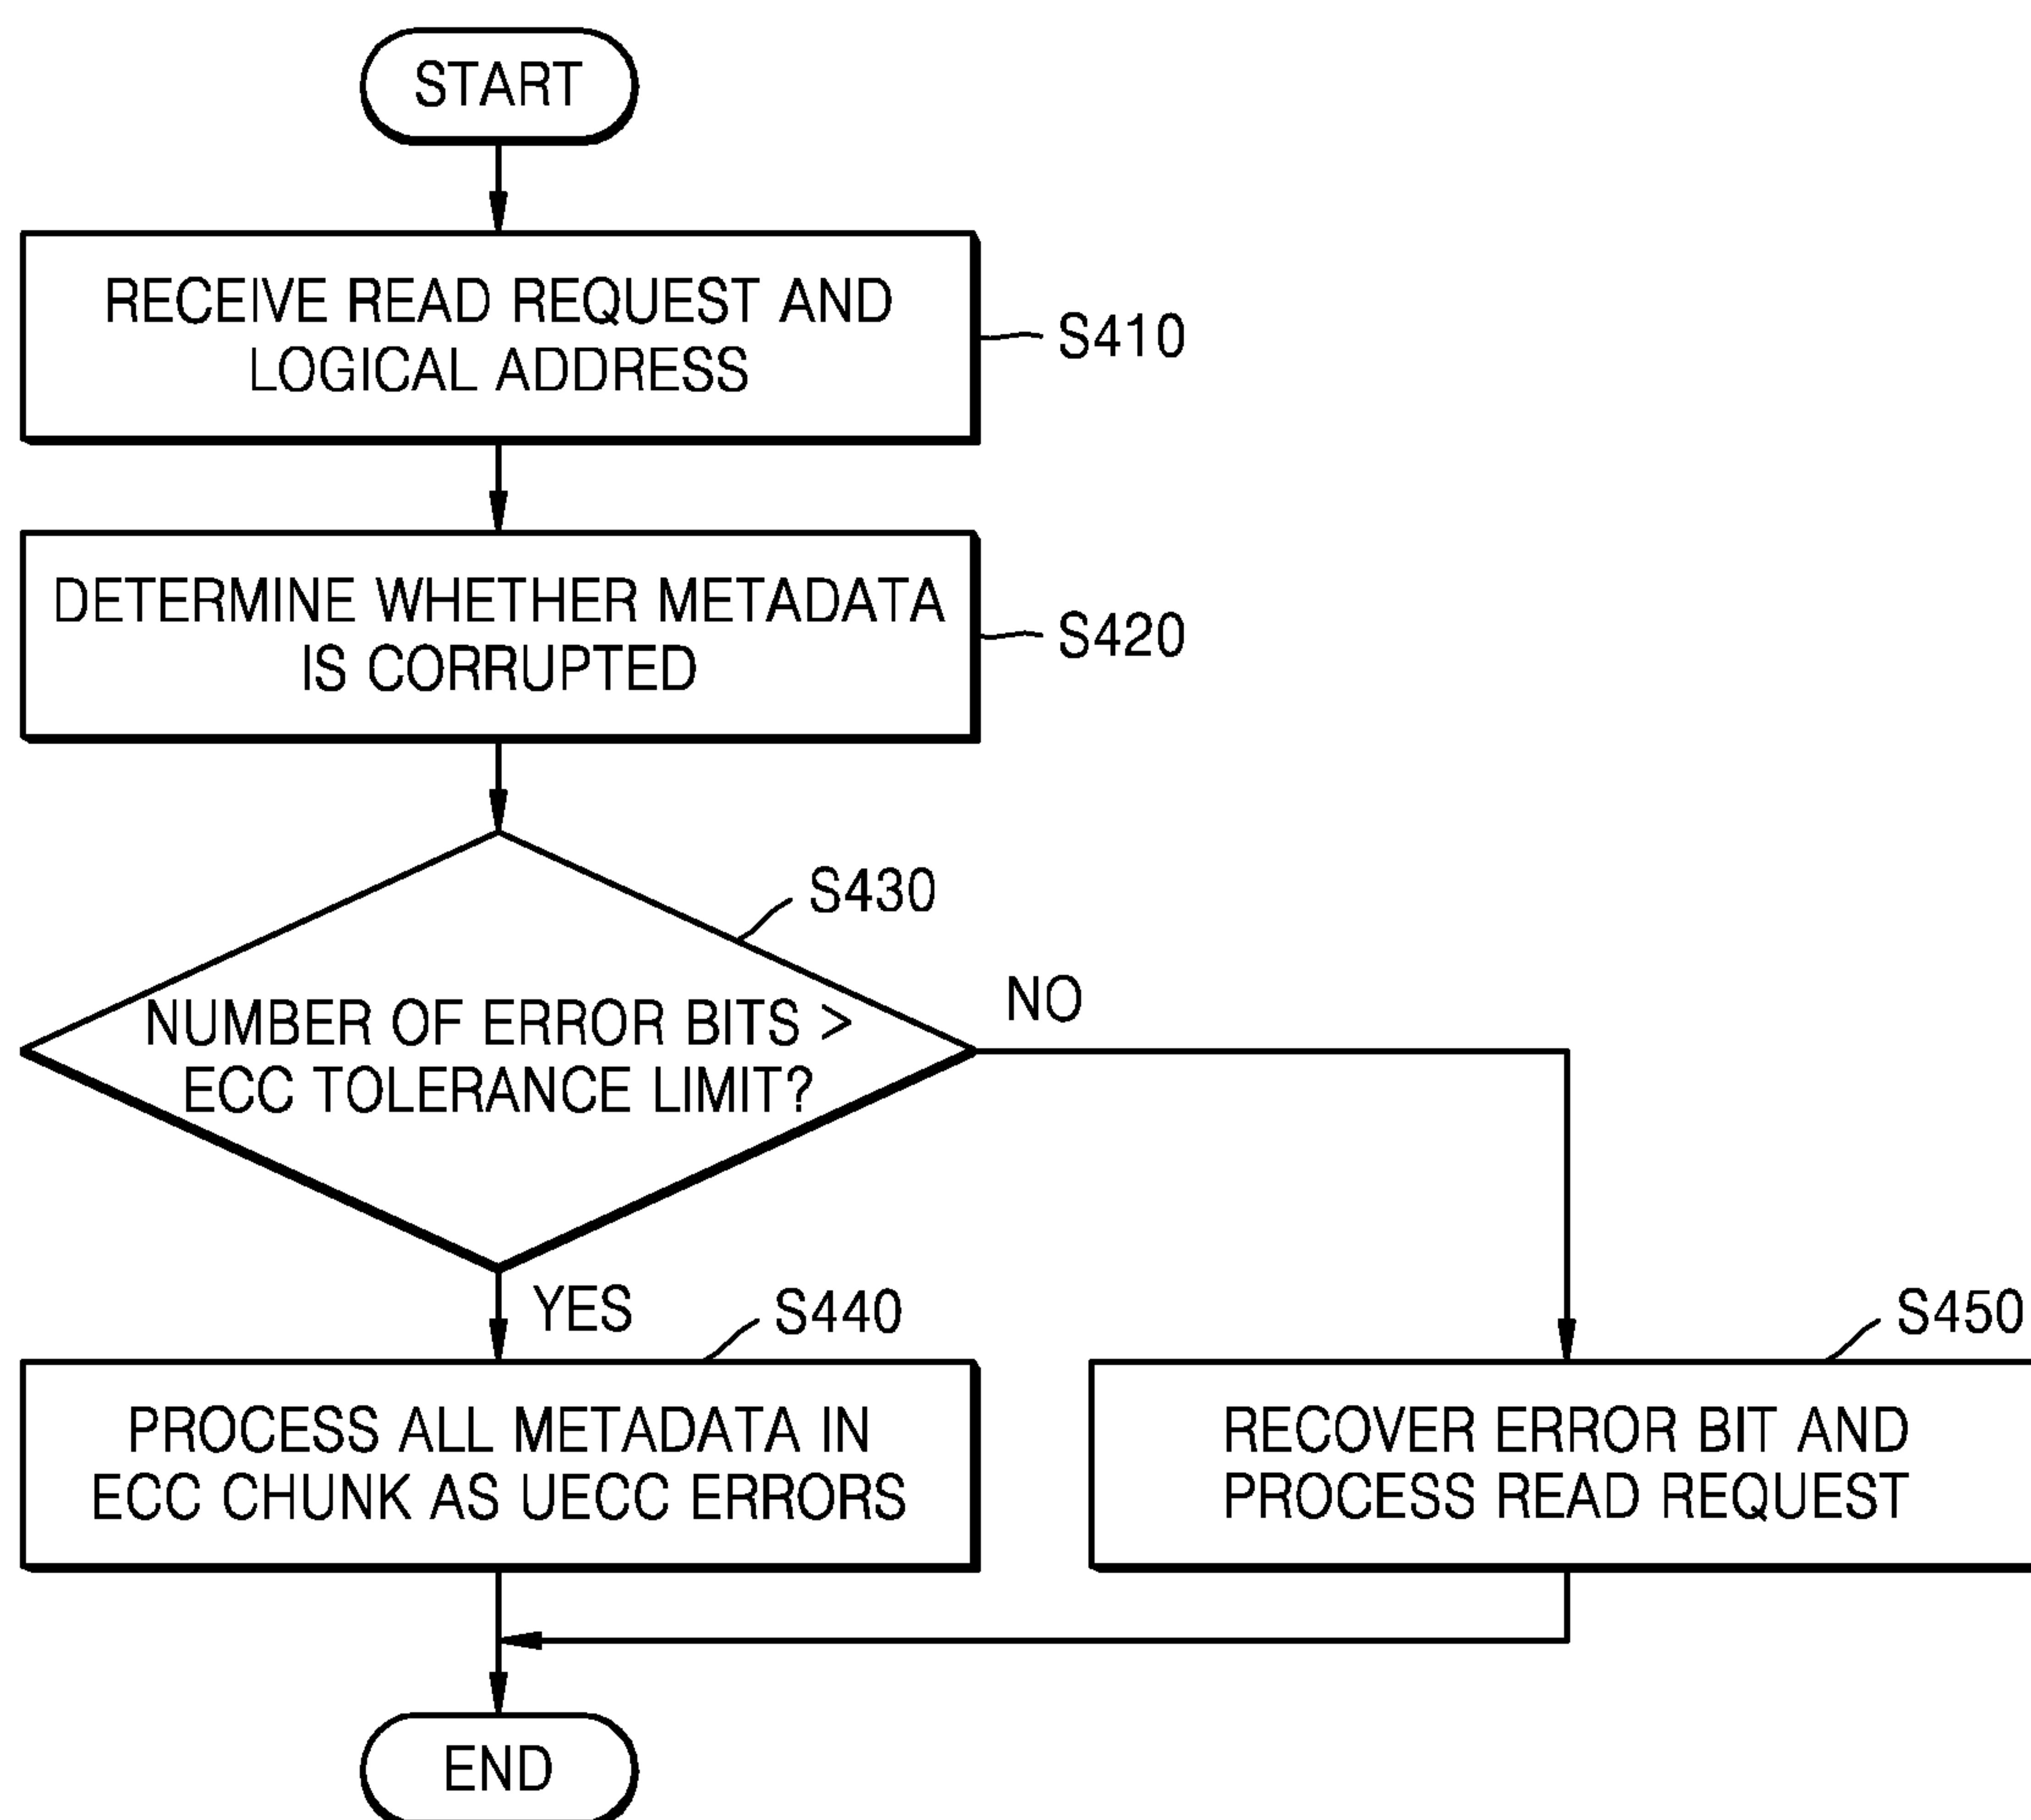 START
RECEIVE READ REQUEST AND
LOGICAL ADDRESS
S410
DETERMINE WHETHER METADATA
IS CORRUPTED
S420
S430
NUMBER OF ERROR BITS >
ECC TOLERANCE LIMIT?
NO
YES
S440
PROCESS ALL METADATA IN
ECC CHUNK AS UECC ERRORS
S450
RECOVER ERROR BIT AND
PROCESS READ REQUEST
END